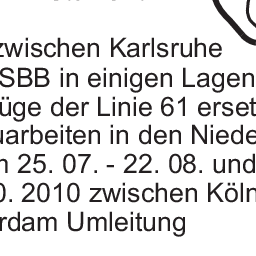 zwischen Karlsruhe
SBB in einigen Lagen
üge der Linie 61 erset
uarbeiten in den Niede
n 25. 07. - 22. 08. und
0. 2010 zwischen Köln
rdam Umleitung